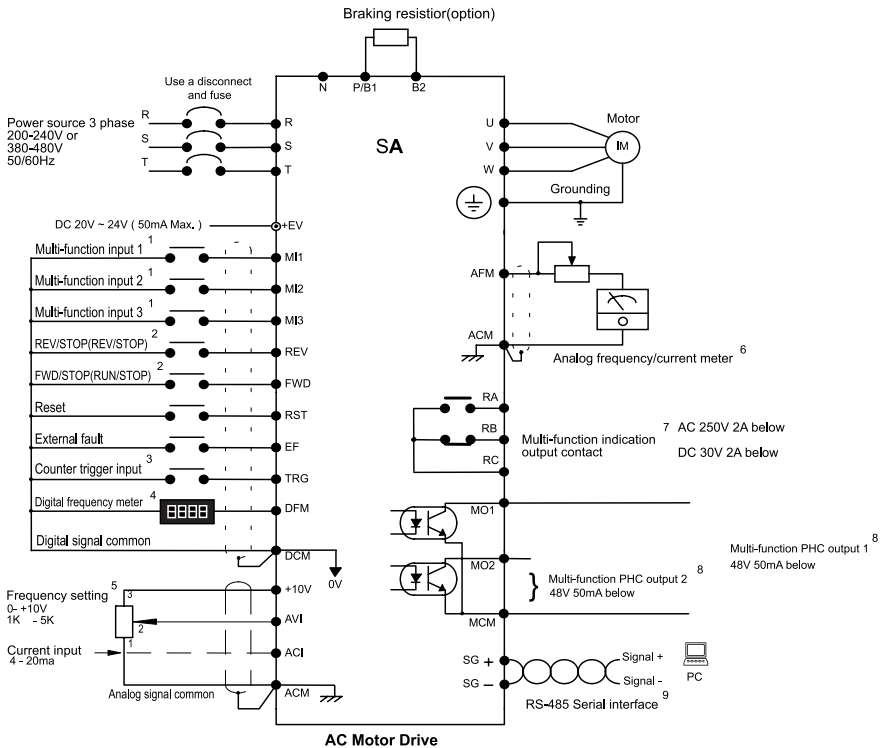 Braking resistior(option)
N
P/B1
B2
Use a disconnect
and fuse
Power source 3 phase
200-240V or
380-480V
50/60Hz
R
S
T
R
S
T
SA
U
V
W
Motor
IM
Grounding
DC 20V ~ 24V ( 50mA Max. )
+EV
Multi-function input 1 1
MI1
Multi-function input 2 1
MI2
Multi-function input 3 1
MI3
REV/STOP(REV/STOP) 2
REV
FWD/STOP(RUN/STOP) 2
FWD
Reset
RST
External fault
EF
Counter trigger input 3
TRG
Digital frequency meter 4
8888
DFM
Digital signal common
DCM
0V
AFM
ACM
Analog frequency/current meter 6
RA
RB
RC
Multi-function indication
output contact
7 AC 250V 2A below
DC 30V 2A below
MO1
MO2
MCM
Multi-function PHC output 1 8
48V 50mA below
Multi-function PHC output 2 8
48V 50mA below
Frequency setting 5
0- +10V
1K - 5K
3
2
1
+10V
AVI
Current input
4 - 20ma
ACI
Analog signal common
ACM
SG +
SG −
Signal +
Signal -
PC
RS-485 Serial interface 9
AC Motor Drive